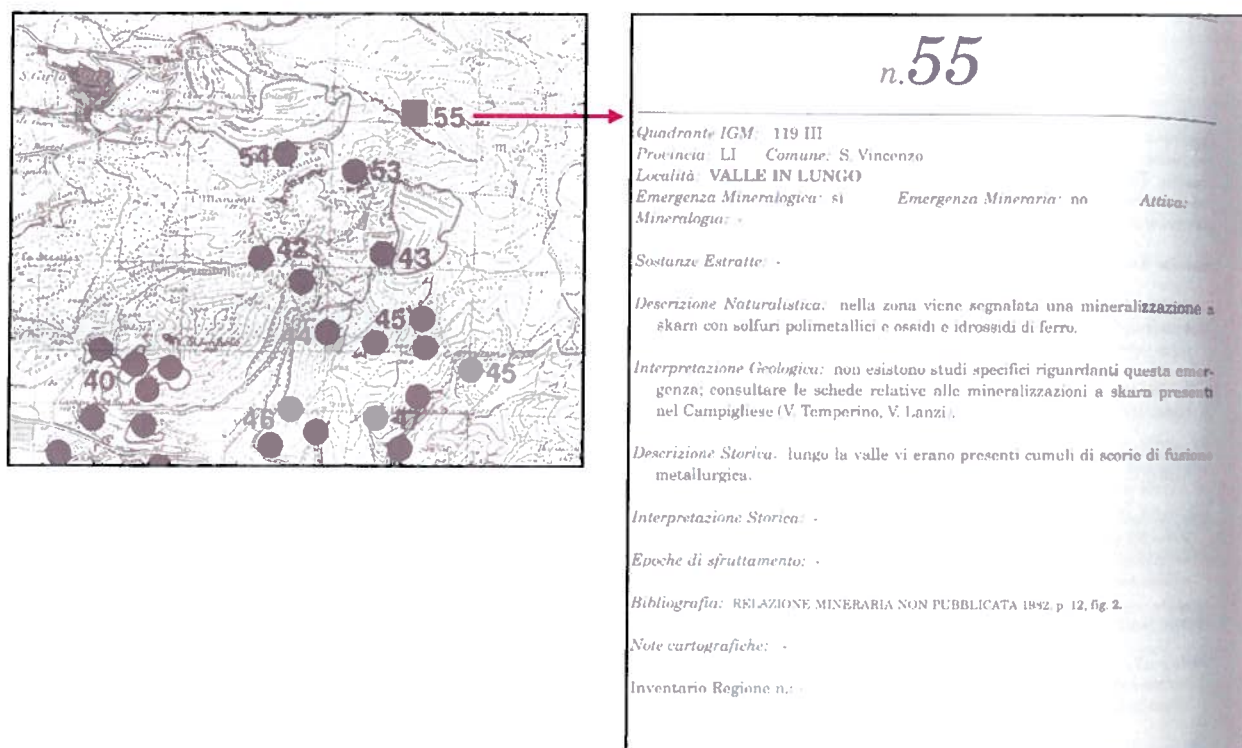 S. Carlo
55
54
53
42
43
45
44
45
40
46
47
n.55
Quadrante IGM: 119 III
Provincia: LI Comune: S. Vincenzo
Località: VALLE IN LUNGO
Emergenza Mineralogica: si Emergenza Mineraria: no Attiva:
Mineralogia: -
Sostanze Estratte: -
Descrizione Naturalistica: nella zona viene segnalata una mineralizzazione a
skarn con solfuri polimetallici e ossidi e idrossidi di ferro.
Interpretazione Geologica: non esistono studi specifici riguardanti questa emer-
genza; consultare le schede relative alle mineralizzazioni a skarn presenti
nel Campigliese (V. Temperino, V. Lanzi).
Descrizione Storica: lungo la valle vi erano presenti cumuli di scorie di fusione
metallurgica.
Interpretazione Storica: -
Epoche di sfruttamento: -
Bibliografia: RELAZIONE MINERARIA NON PUBBLICATA 1982, p. 12, fig. 2.
Note cartografiche: -
Inventario Regione n.: -